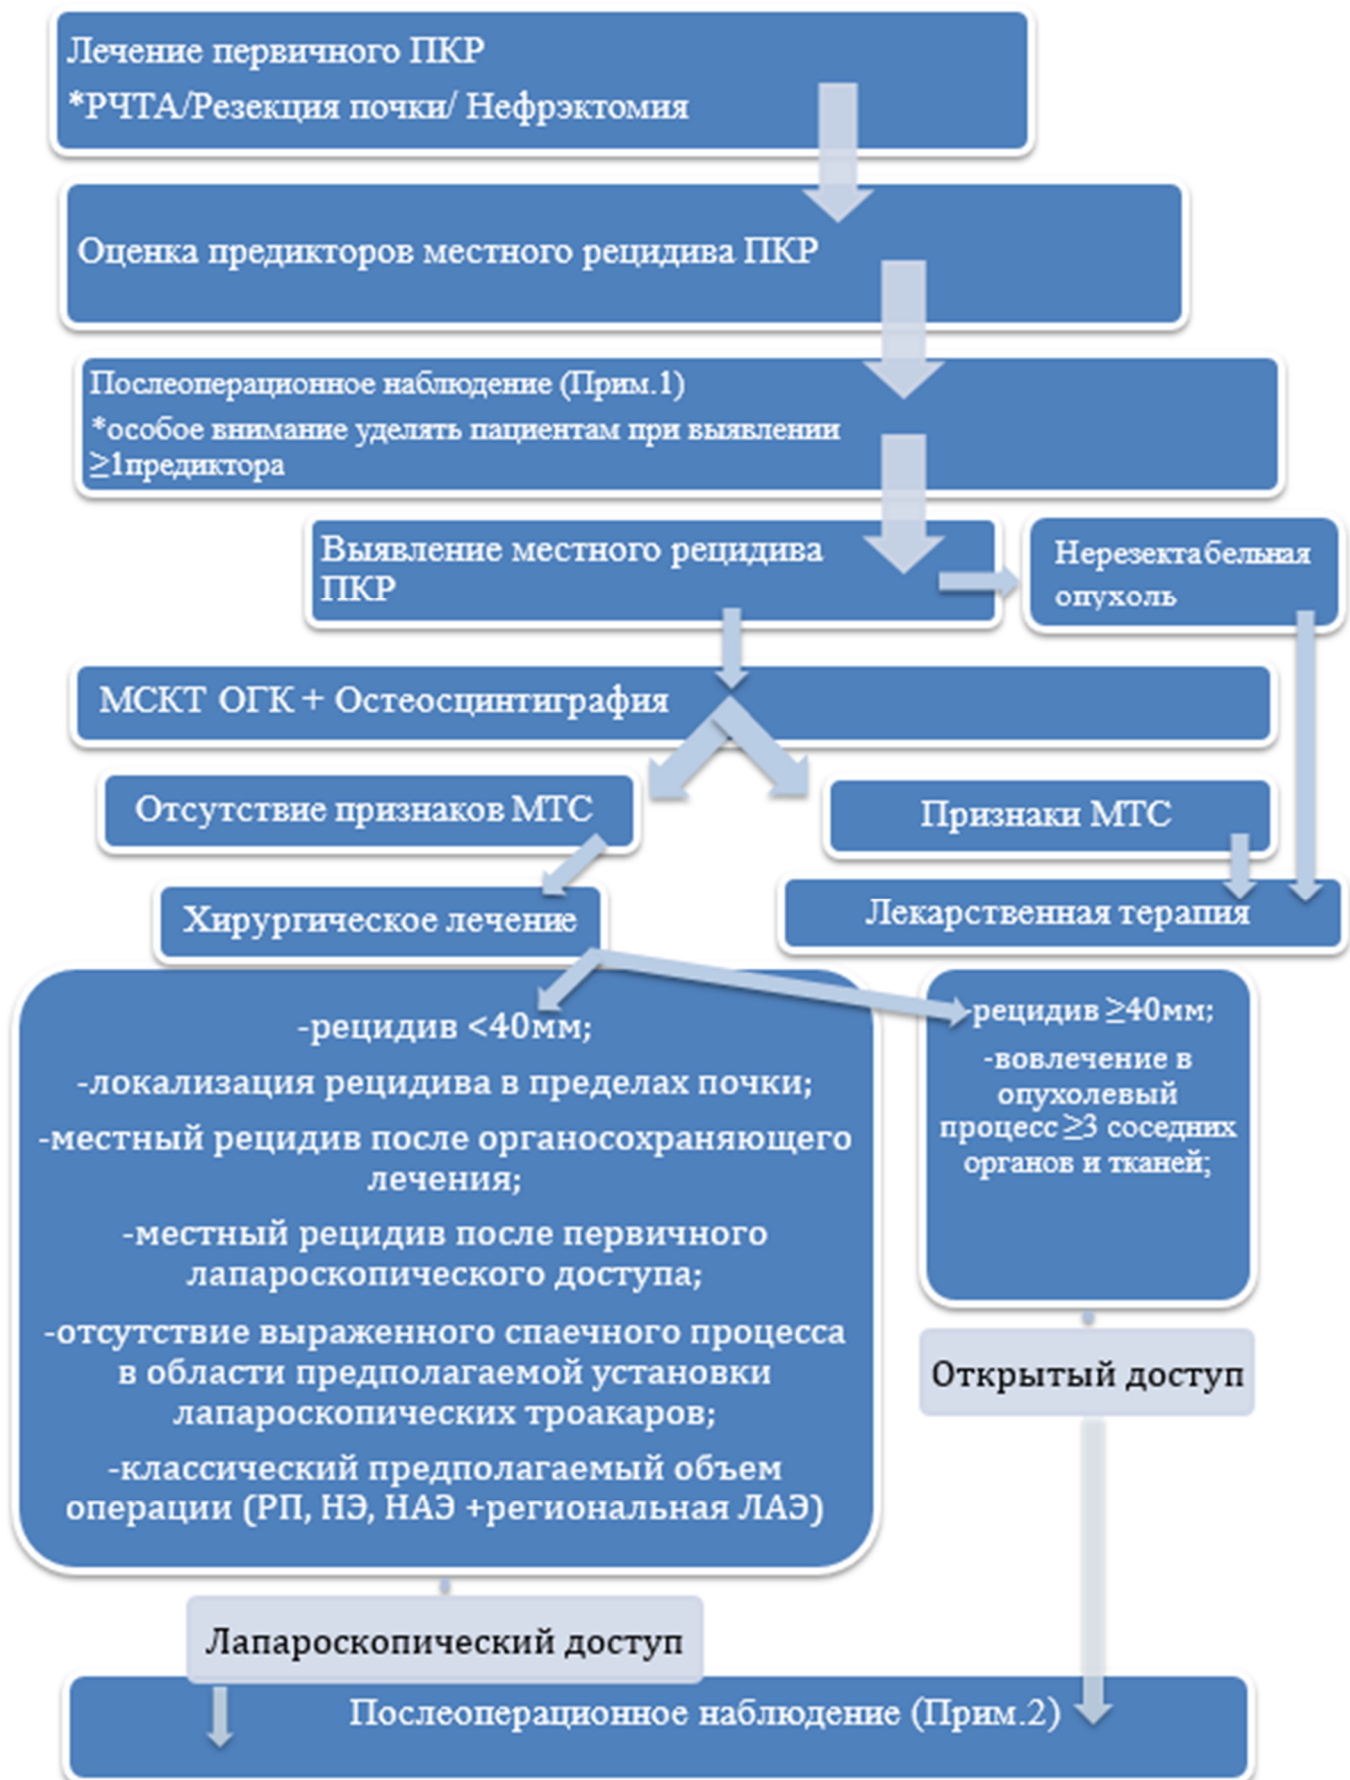 Лечение первичного ПКР
*РЧТА/Резекция почки/ Нефрэктомия
Оценка предикторов местного рецидива ПКР
Послеоперационное наблюдение (Прим.1)
*особое внимание уделять пациентам при выявлении
≥1предиктора
Выявление местного рецидива
ПКР
Нерезектабельная
опухоль
МСКТ ОГК + Остеосцинтиграфия
Отсутствие признаков МТС
Признаки МТС
Хирургическое лечение
Лекарственная терапия
-рецидив <40мм;
-локализация рецидива в пределах почки;
-местный рецидив после органосохраняющего
лечения;
-местный рецидив после первичного
лапароскопического доступа;
-отсутствие выраженного спаечного процесса
в области предполагаемой установки
лапароскопических троакаров;
-классический предполагаемый объем
операции (РП, НЭ, НАЭ +региональная ЛАЭ)
-рецидив ≥40мм;
-вовлечение в
опухолевый
процесс ≥3 соседних
органов и тканей;
Открытый доступ
Лапароскопический доступ
Послеоперационное наблюдение (Прим.2)